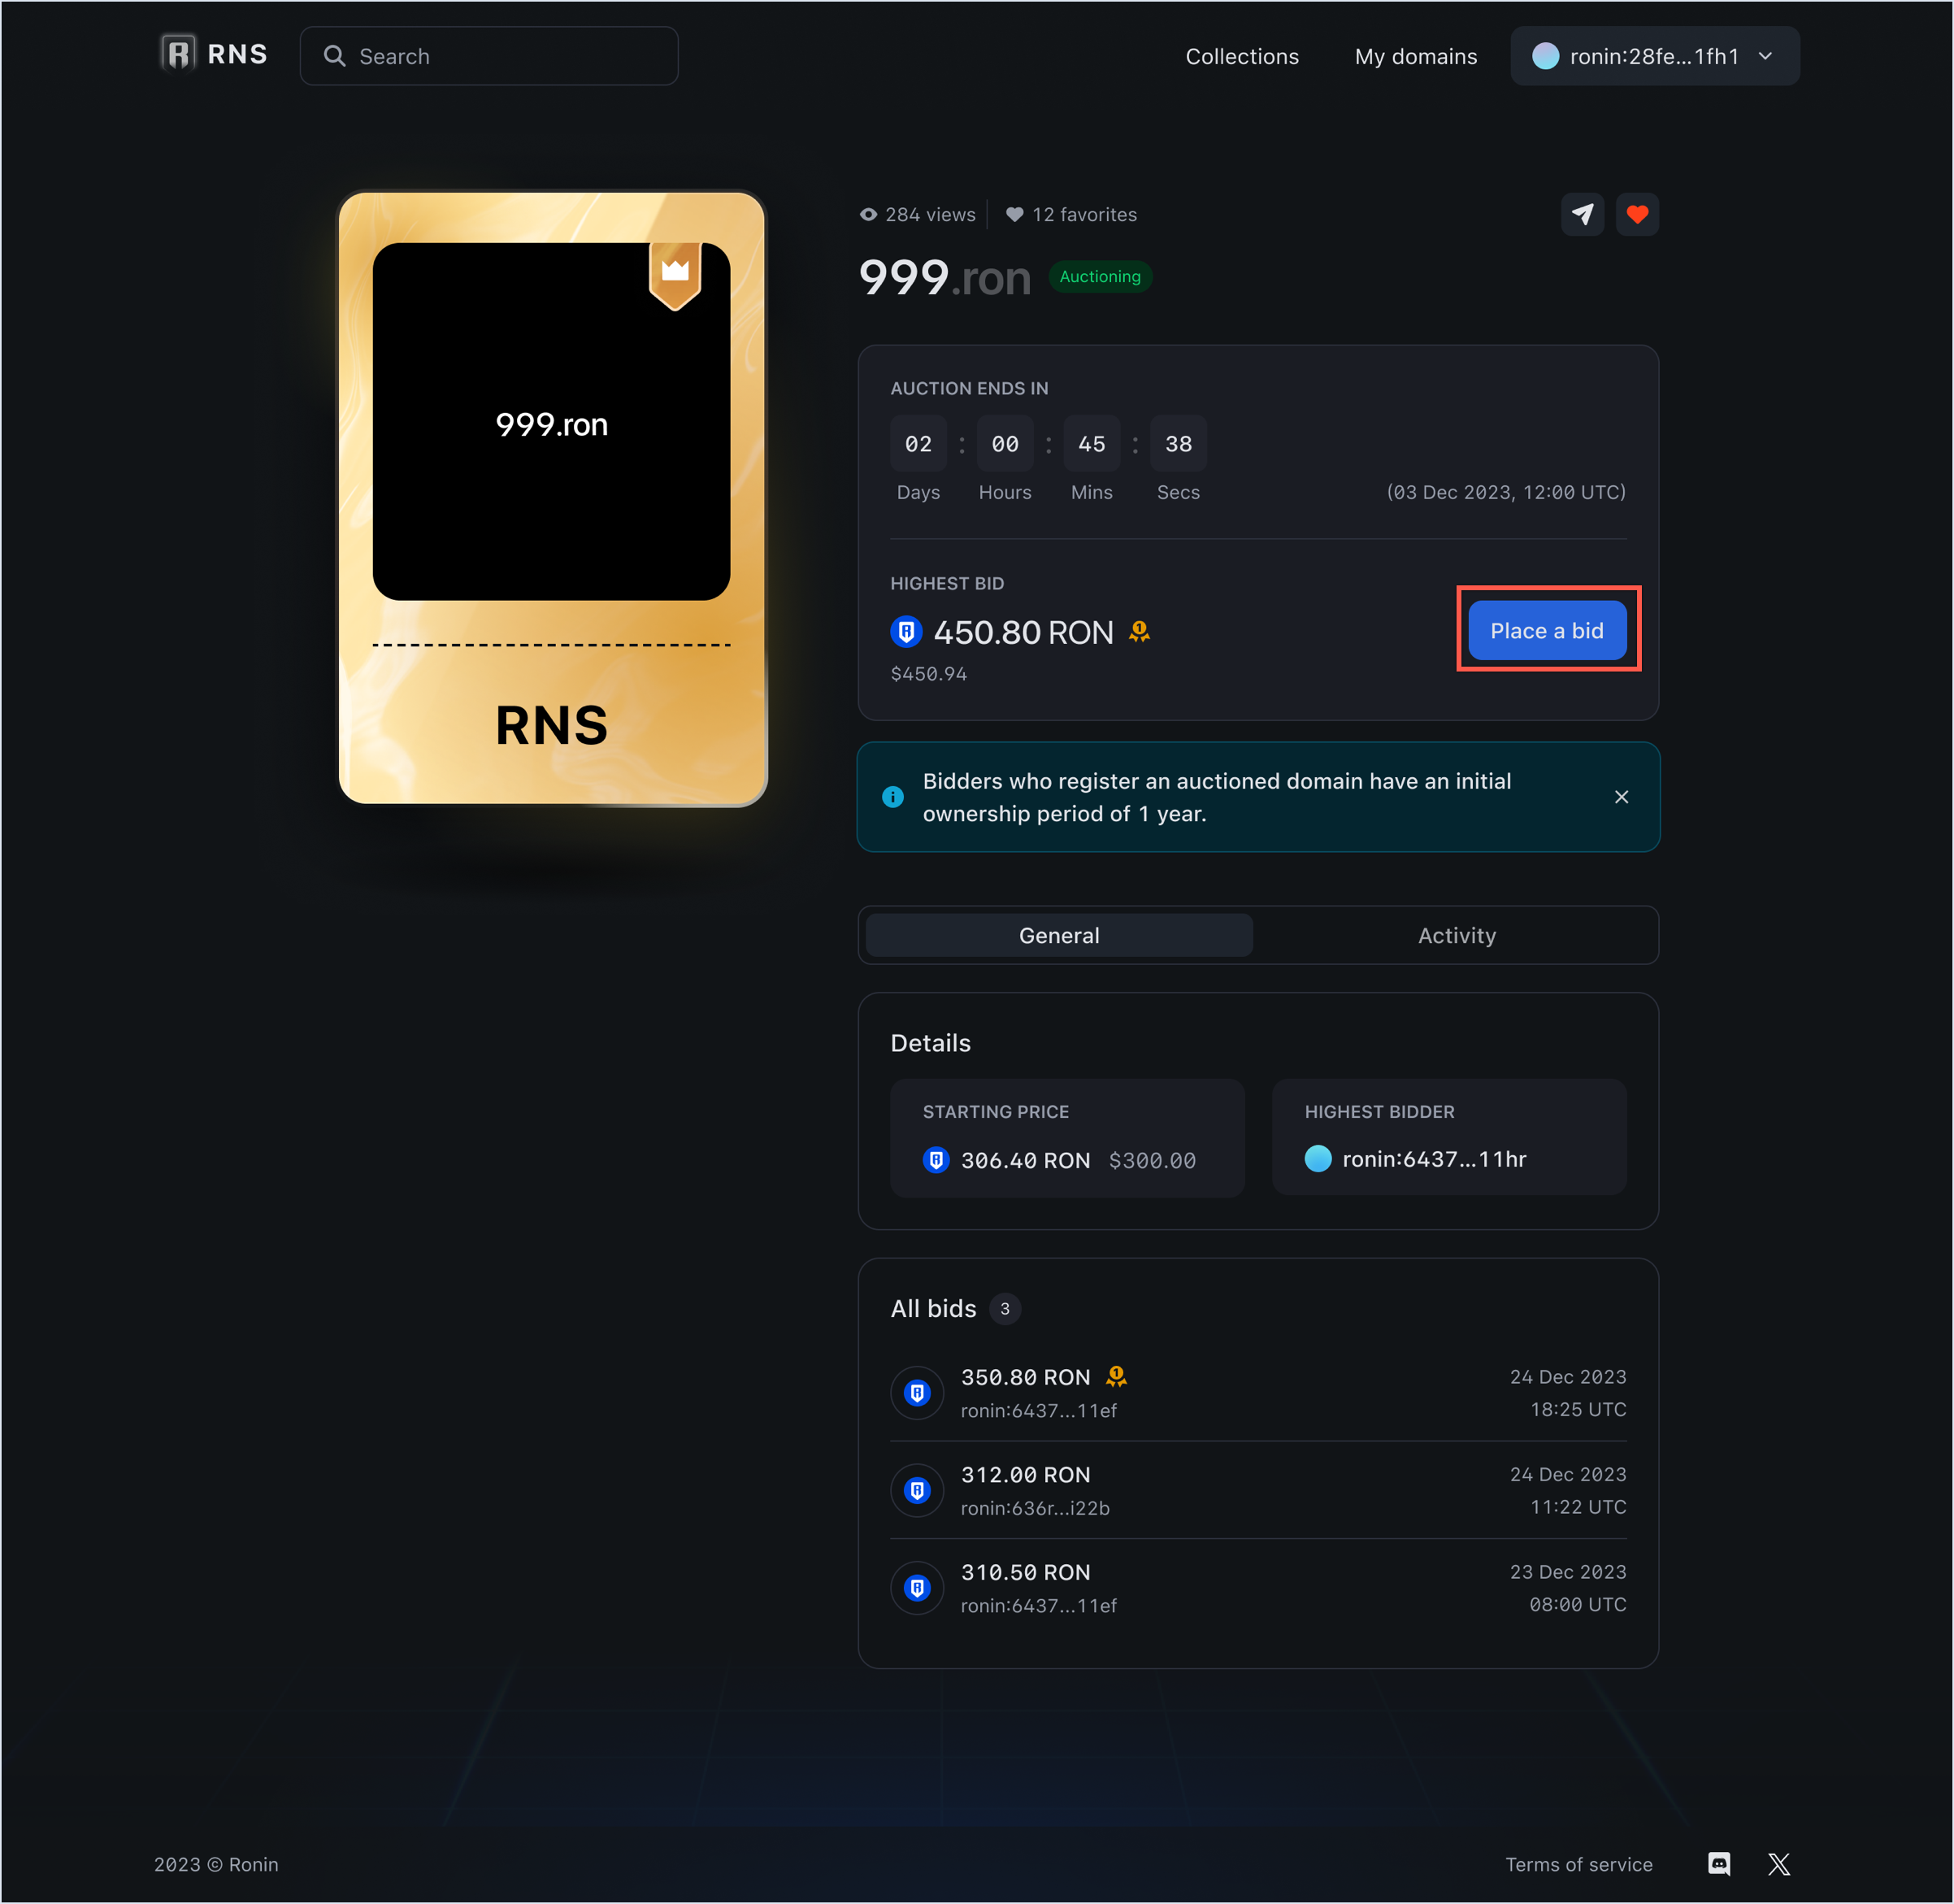 RNS
Search
Collections
My domains
ronin:28fe...1fh1
999.ron
RNS
284 views
12 favorites
999.ron
Auctioning
AUCTION ENDS IN
02 : 00 : 45 : 38
Days Hours Mins Secs
(03 Dec 2023, 12:00 UTC)
HIGHEST BID
450.80 RON
1
$450.94
Place a bid
Bidders who register an auctioned domain have an initial
ownership period of 1 year.
General
Activity
Details
STARTING PRICE
306.40 RON $300.00
HIGHEST BIDDER
ronin:6437...11hr
All bids 3
350.80 RON
1
24 Dec 2023
ronin:6437...11ef
18:25 UTC
312.00 RON
24 Dec 2023
ronin:636r...i22b
11:22 UTC
310.50 RON
23 Dec 2023
ronin:6437...11ef
08:00 UTC
2023 © Ronin
Terms of service